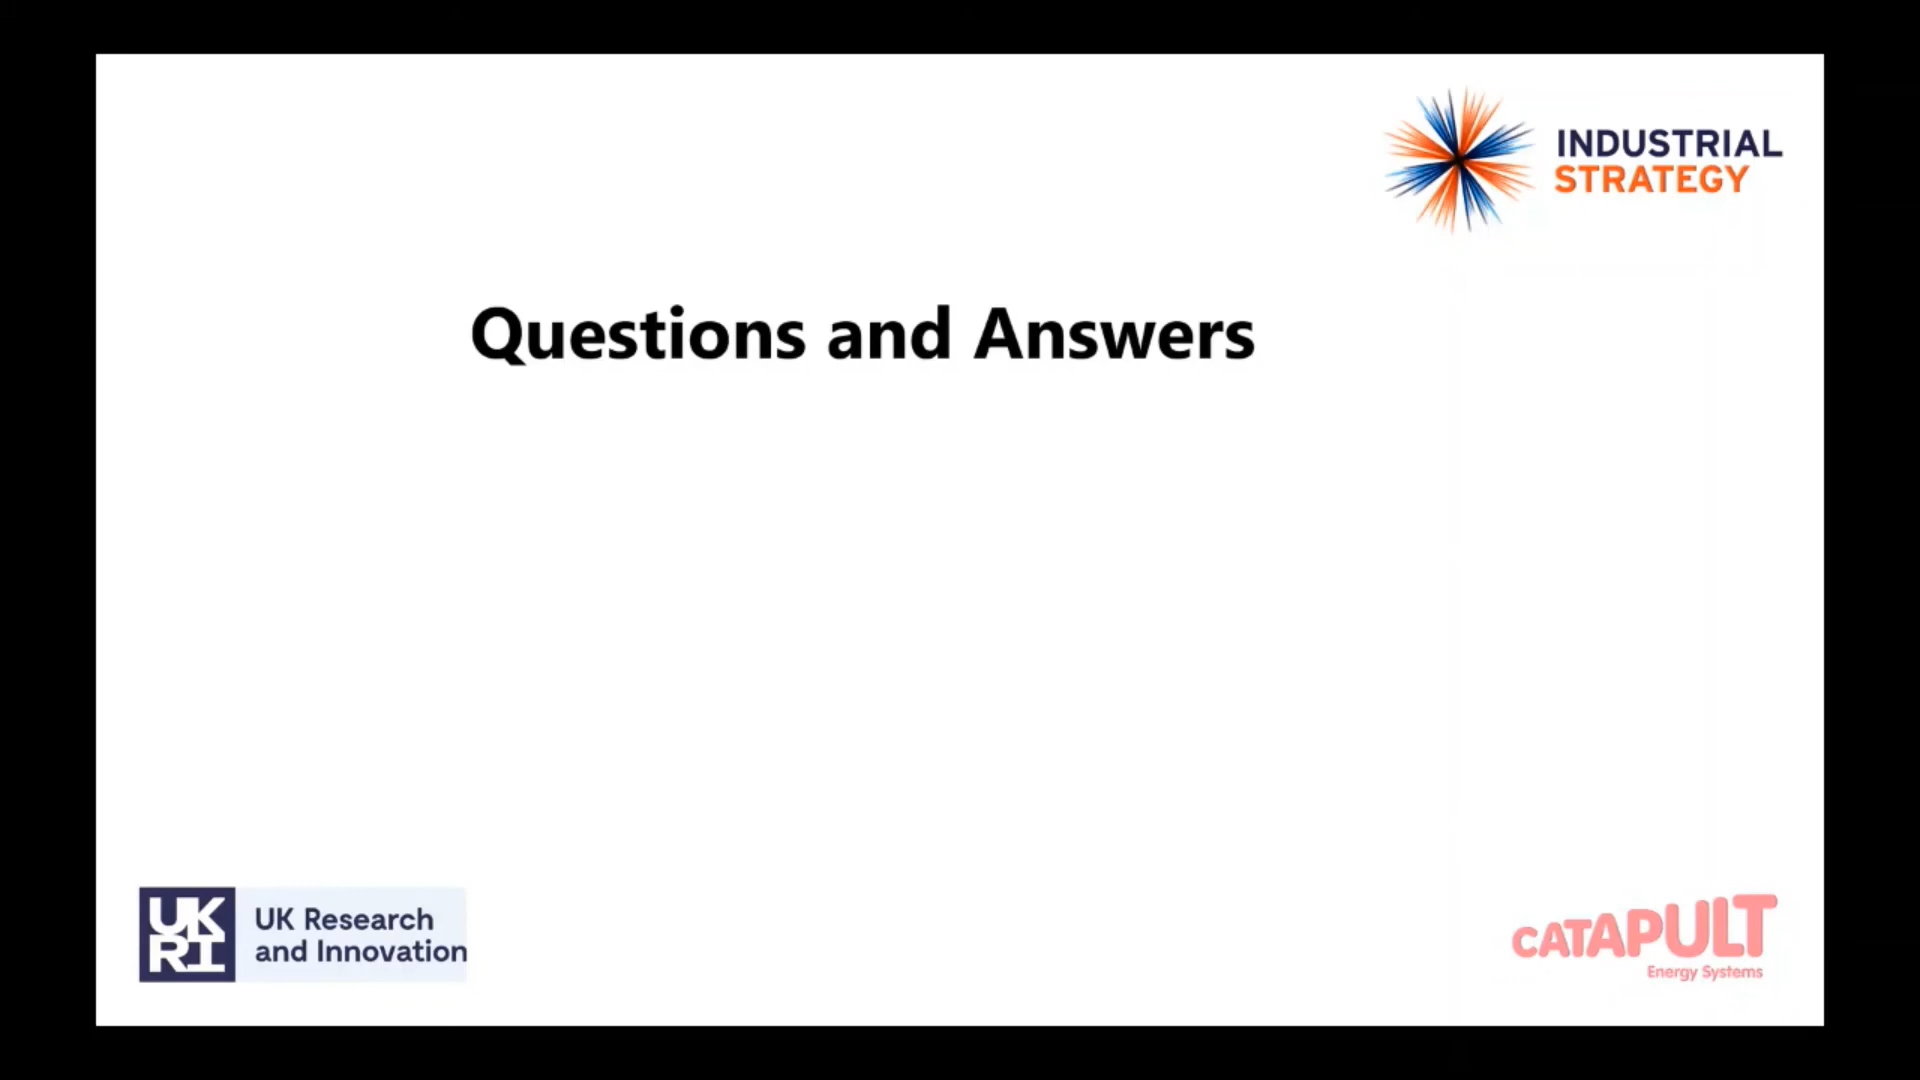 INDUSTRIAL
STRATEGY
Questions and Answers
UK
RI
UK Research
and Innovation
CATAPULT
Energy Systems